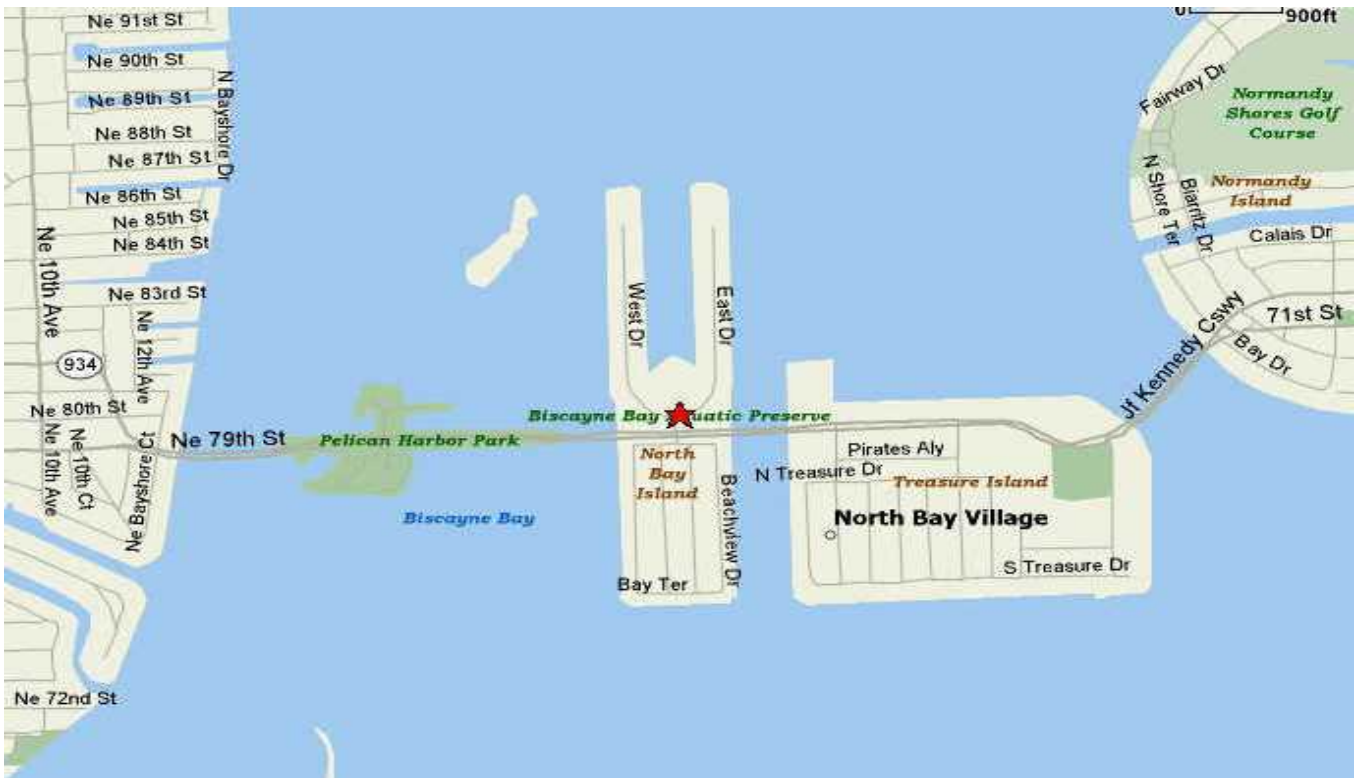 Ne 91st St
0
900ft
Ne 90th St
Ne 89th St
N Bayshore Dr
Ne 88th St
Ne 87th St
Ne 86th St
Ne 85th St
Ne 84th St
Ne 10th Ave
Ne 83rd St
Ne 12th Ave
934
Ne 80th St
Ne 10th Ave
Ne 10th Ct
Ne Bayshore Ct
Ne 79th St
Pelican Harbor Park
Biscayne Bay
Ne 72nd St
West Dr
East Dr
Biscayne Bay
Preserve
North
Bay
Island
Beachview Dr
Bay Ter
N Treasure Dr
Pirates Aly
Treasure Island
North Bay Village
S Treasure Dr
Jf Kennedy Cswy
71st St
Bay Dr
Calais Dr
N Shore Ter
Biarritz Dr
Fairway Dr
Normandy
Shores Golf
Course
Normandy
Island